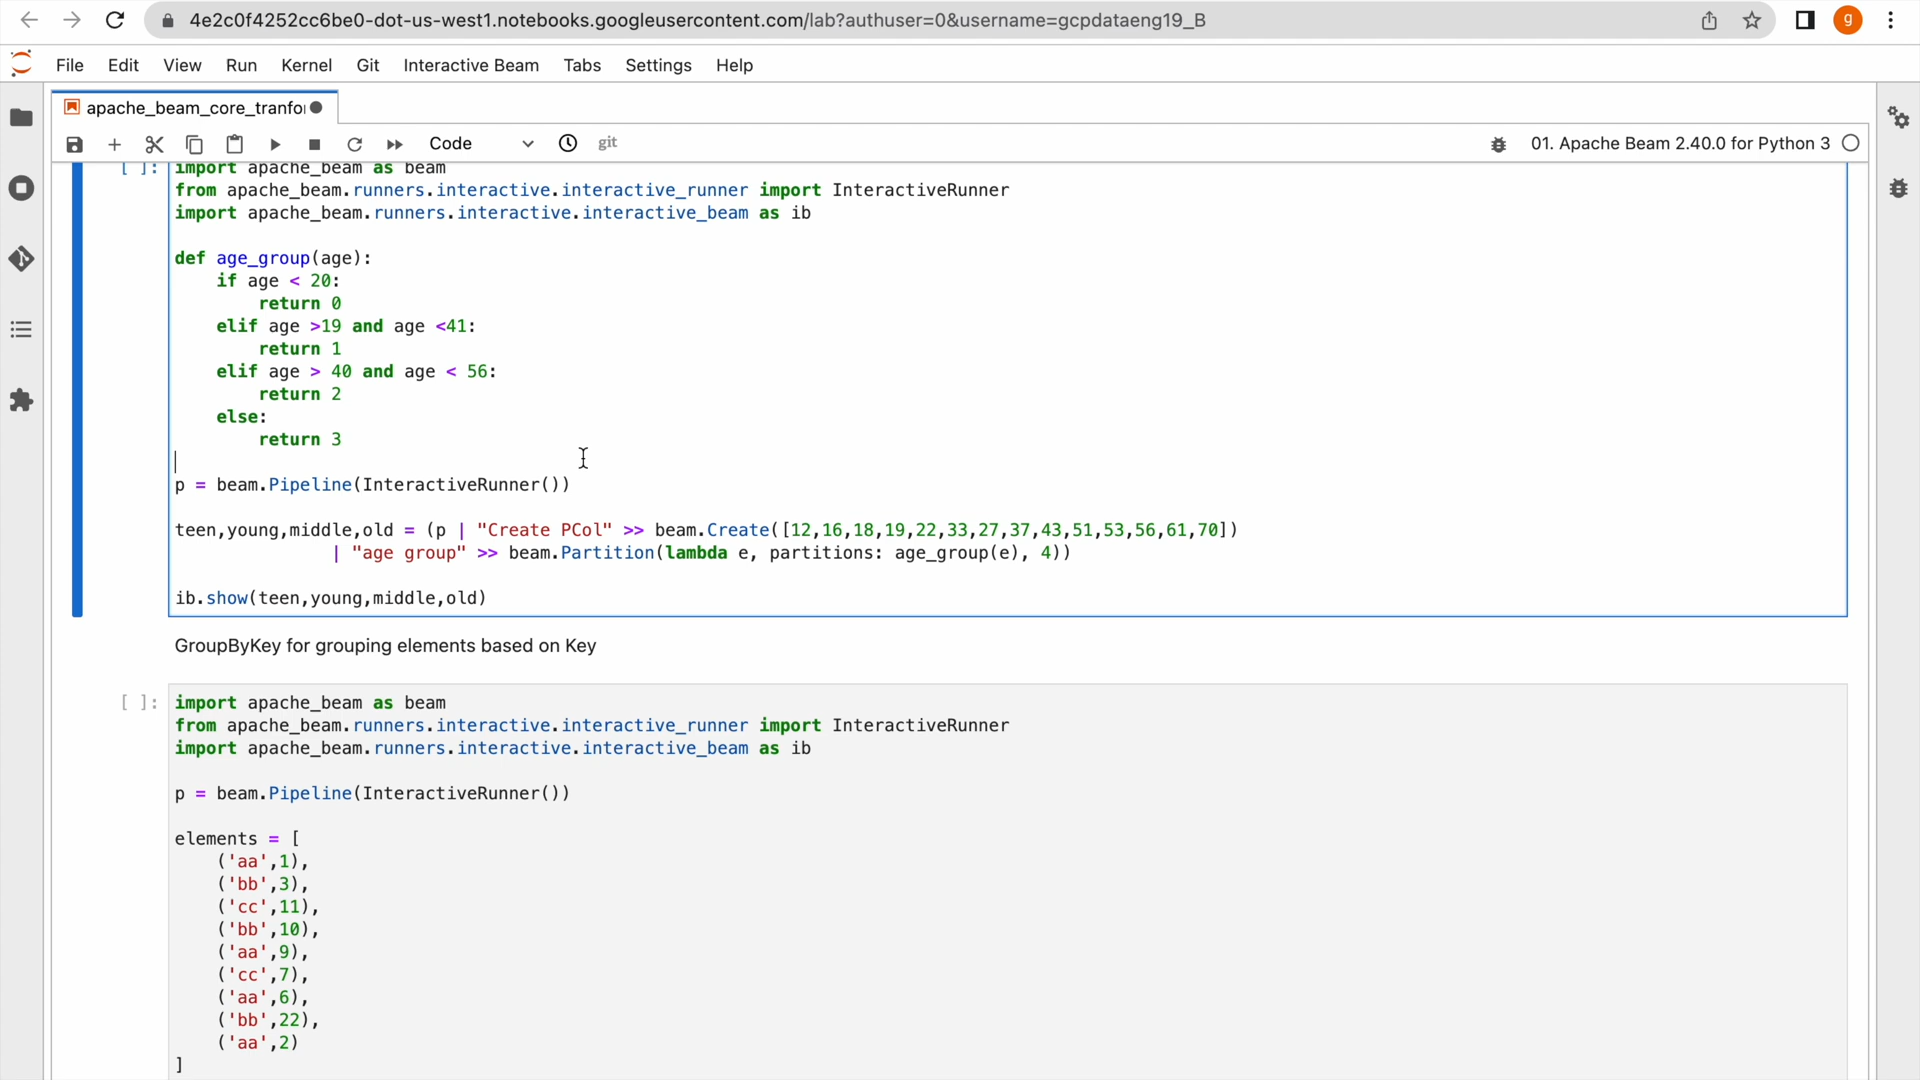 4e2c0f4252cc6be0-dot-us-west1.notebooks.googleusercontent.com/lab?authuser=0&username=gcpdataeng19_B
g
File Edit View Run Kernel Git Interactive Beam Tabs Settings Help
apache_beam_core_tranfo
Code git 01. Apache Beam 2.40.0 for Python 3
[ ]: import apache_beam as beam
from apache_beam.runners.interactive.interactive_runner import InteractiveRunner
import apache_beam.runners.interactive.interactive_beam as ib
def age_group(age):
    if age < 20:
        return 0
    elif age >19 and age <41:
        return 1
    elif age > 40 and age < 56:
        return 2
    else:
        return 3
p = beam.Pipeline(InteractiveRunner())
teen,young,middle,old = (p | "Create PCol" >> beam.Create([12,16,18,19,22,33,27,37,43,51,53,56,61,70])
               | "age group" >> beam.Partition(lambda e, partitions: age_group(e), 4))
ib.show(teen,young,middle,old)
GroupByKey for grouping elements based on Key
[ ]: import apache_beam as beam
from apache_beam.runners.interactive.interactive_runner import InteractiveRunner
import apache_beam.runners.interactive.interactive_beam as ib
p = beam.Pipeline(InteractiveRunner())
elements = [
    ('aa',1),
    ('bb',3),
    ('cc',11),
    ('bb',10),
    ('aa',9),
    ('cc',7),
    ('aa',6),
    ('bb',22),
    ('aa',2)
]